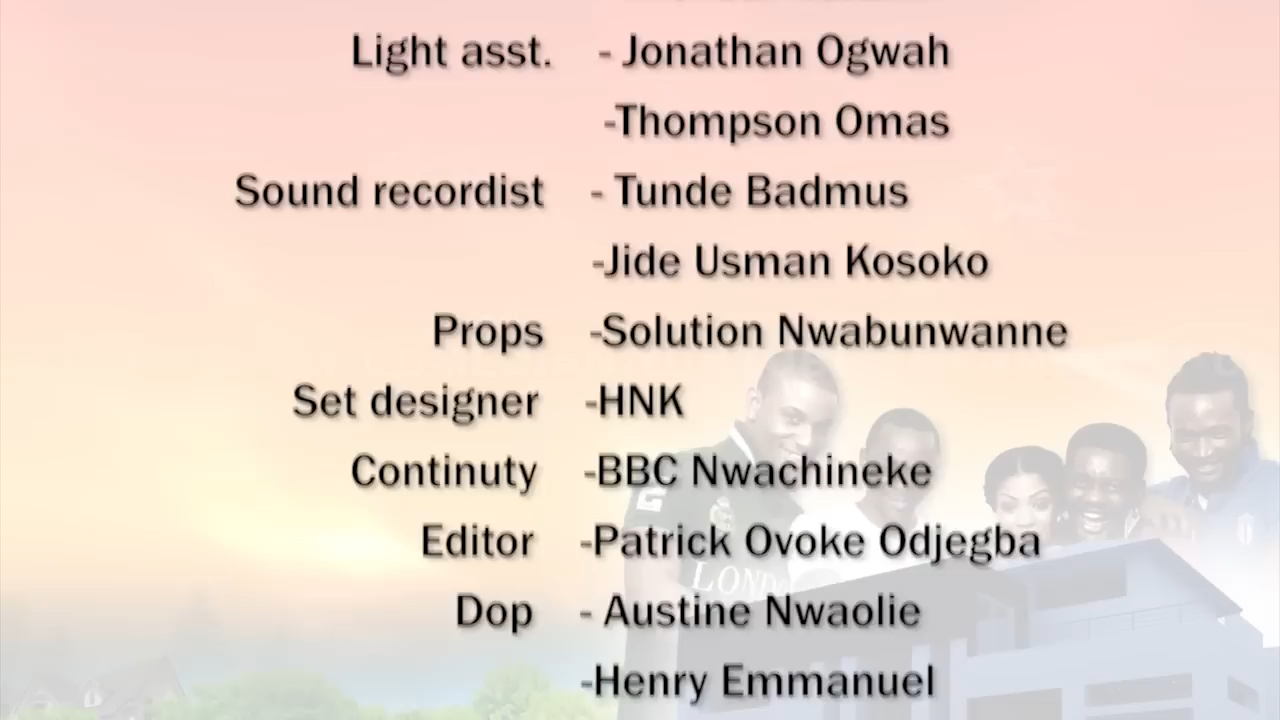 Light asst. - Jonathan Ogwah
-Thompson Omas
Sound recordist - Tunde Badmus
-Jide Usman Kosoko
Props -Solution Nwabunwanne
Set designer -HNK
Continuty -BBC Nwachineke
Editor -Patrick Ovoke Odjegba
Dop - Austine Nwaolie
-Henry Emmanuel